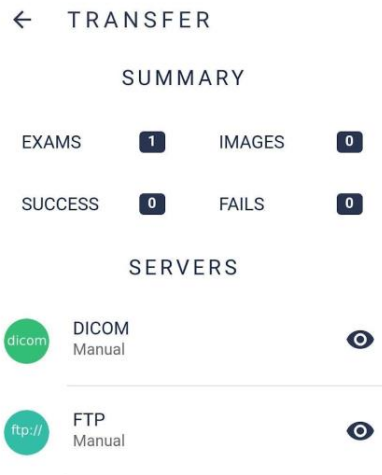 TRANSFER
SUMMARY
EXAMS 1 IMAGES 0
SUCCESS 0 FAILS 0
SERVERS
dicom DICOM
Manual
ftp:// FTP
Manual